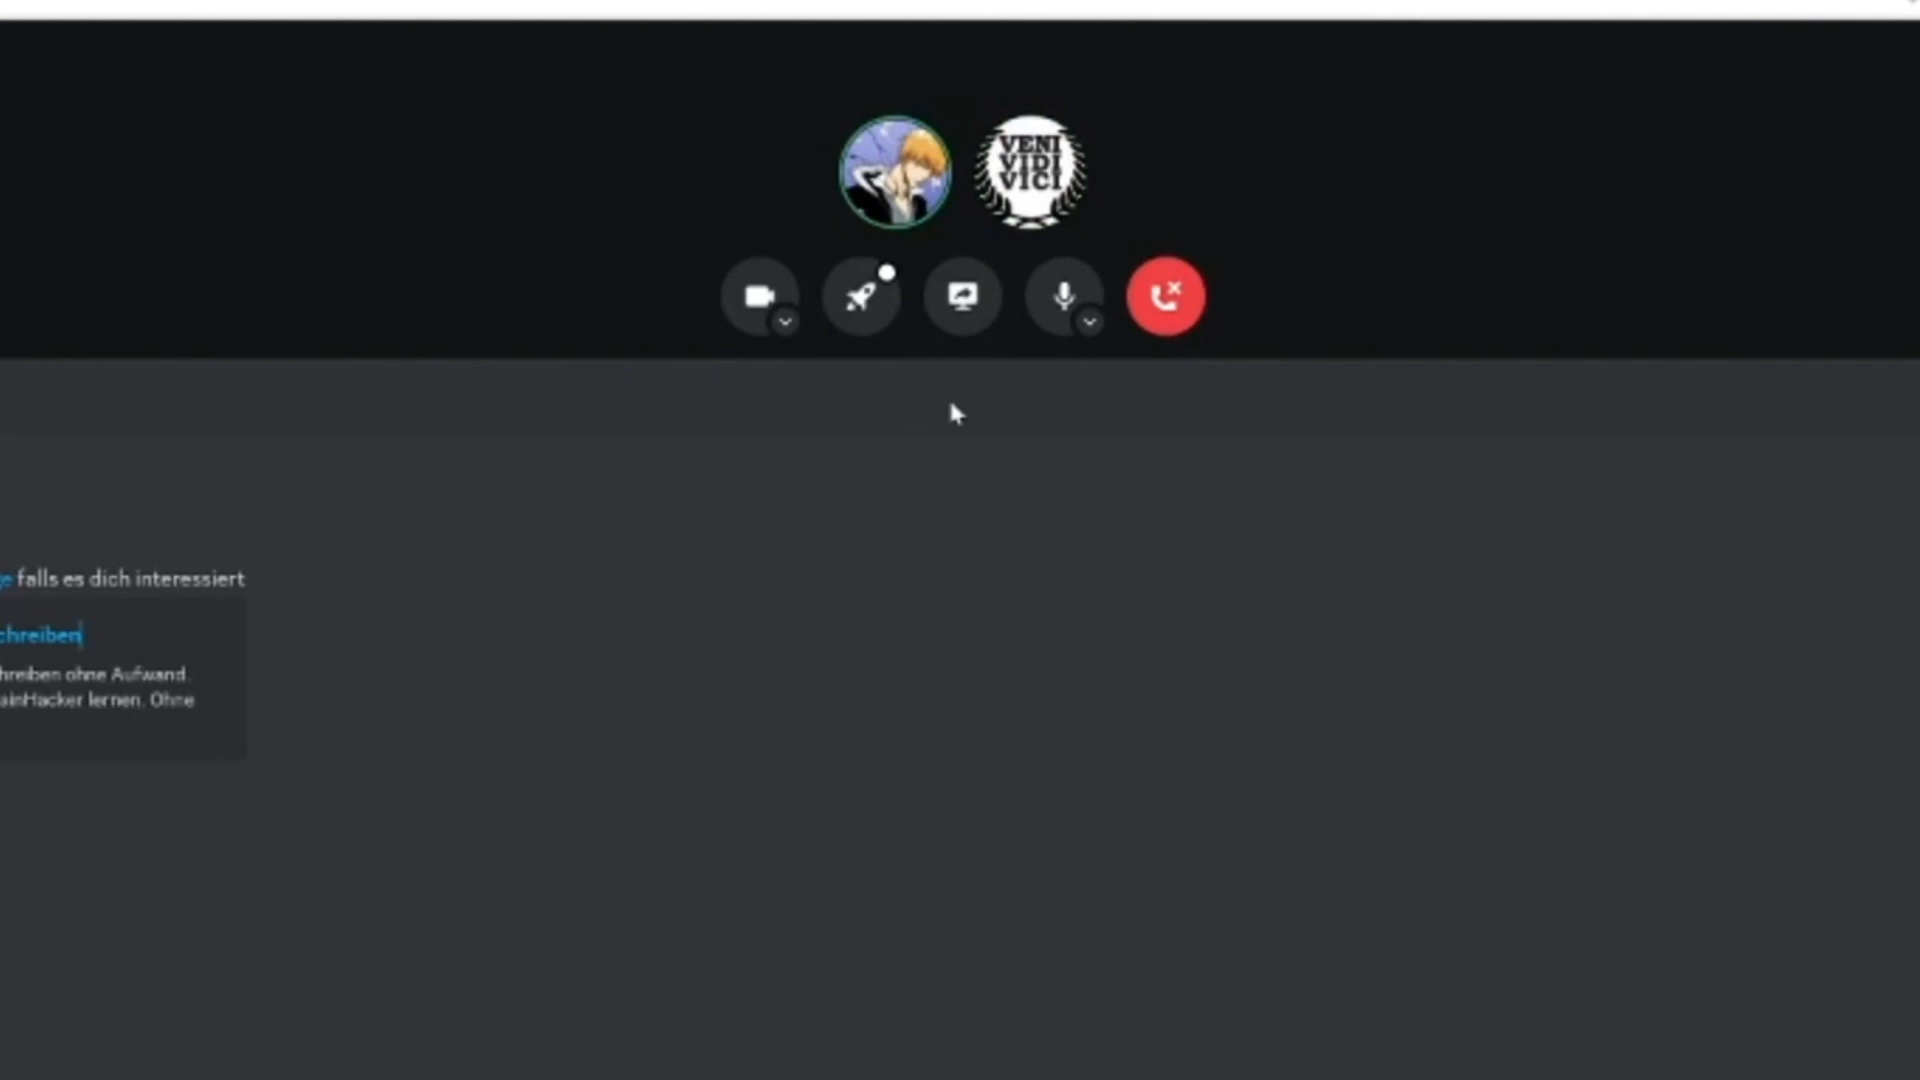 VENI
VIDI
VICI
falls es dich interessiert
chreiben
hreiben ohne Aufwand.
ainHacker lernen. Ohne